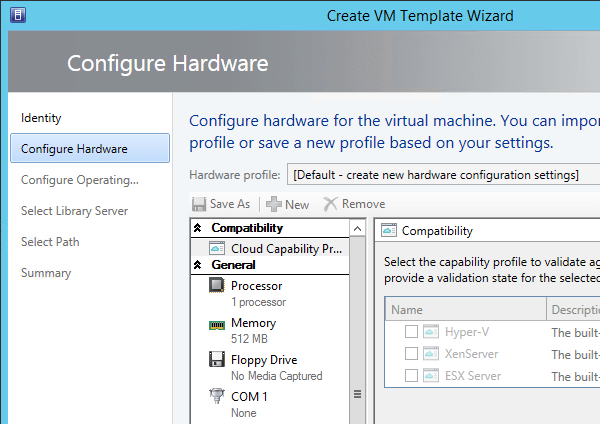 Create VM Template Wizard
Configure Hardware
Identity
Configure Hardware
Configure Operating...
Select Library Server
Select Path
Summary
Configure hardware for the virtual machine. You can impor
profile or save a new profile based on your settings.
Hardware profile: [Default - create new hardware configuration settings]
Save As New Remove
Compatibility
Cloud Capability Pr...
General
Processor
1 processor
Memory
512 MB
Floppy Drive
No Media Captured
COM 1
None
Compatibility
Select the capability profile to validate ag
provide a validation state for the selected
Name Descriptio
Hyper-V The built-
XenServer The built-
ESX Server The built-